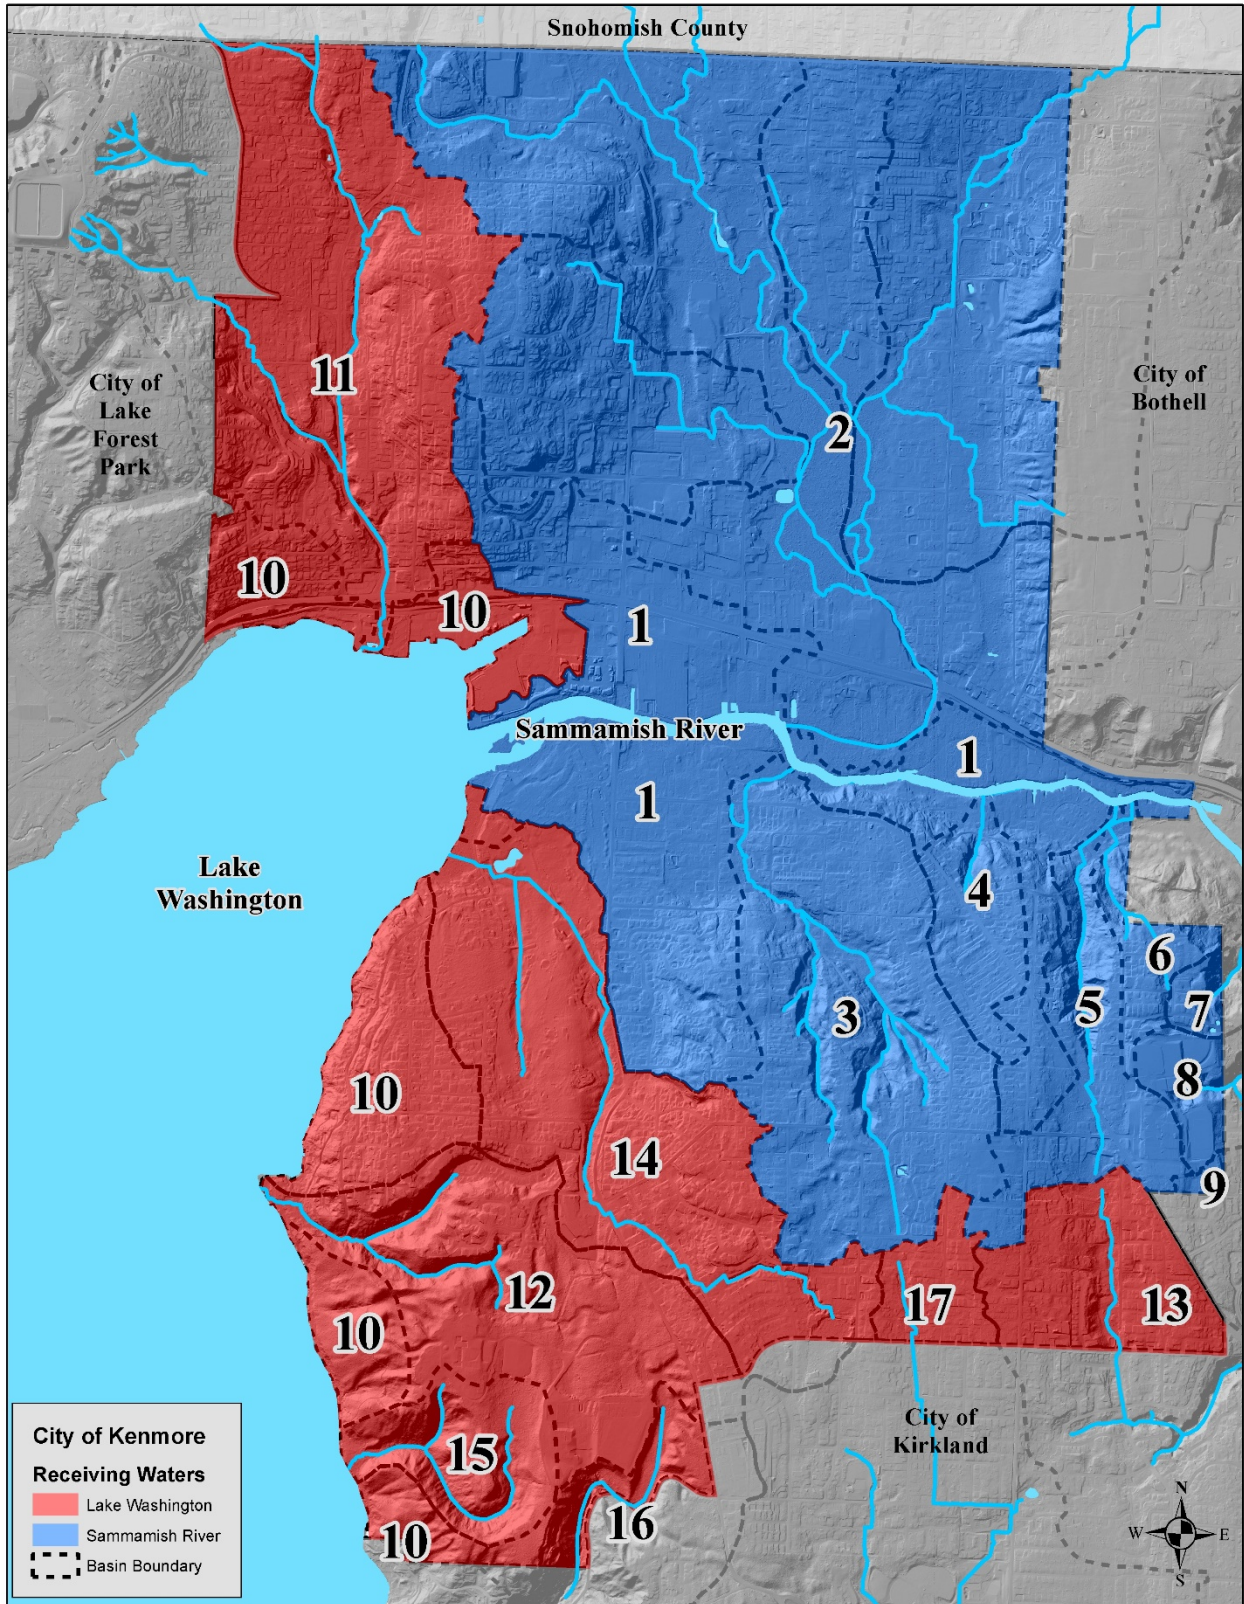 Snohomish County
City of
Lake
Forest
Park
11
City of
Bothell
2
10
10
1
Sammamish River
1
1
Lake
Washington
4
6
5
7
3
8
10
14
9
12
17
13
10
City of
Kirkland
15
16
10
City of Kenmore
Receiving Waters
Lake Washington
Sammamish River
Basin Boundary
N
W
E
S